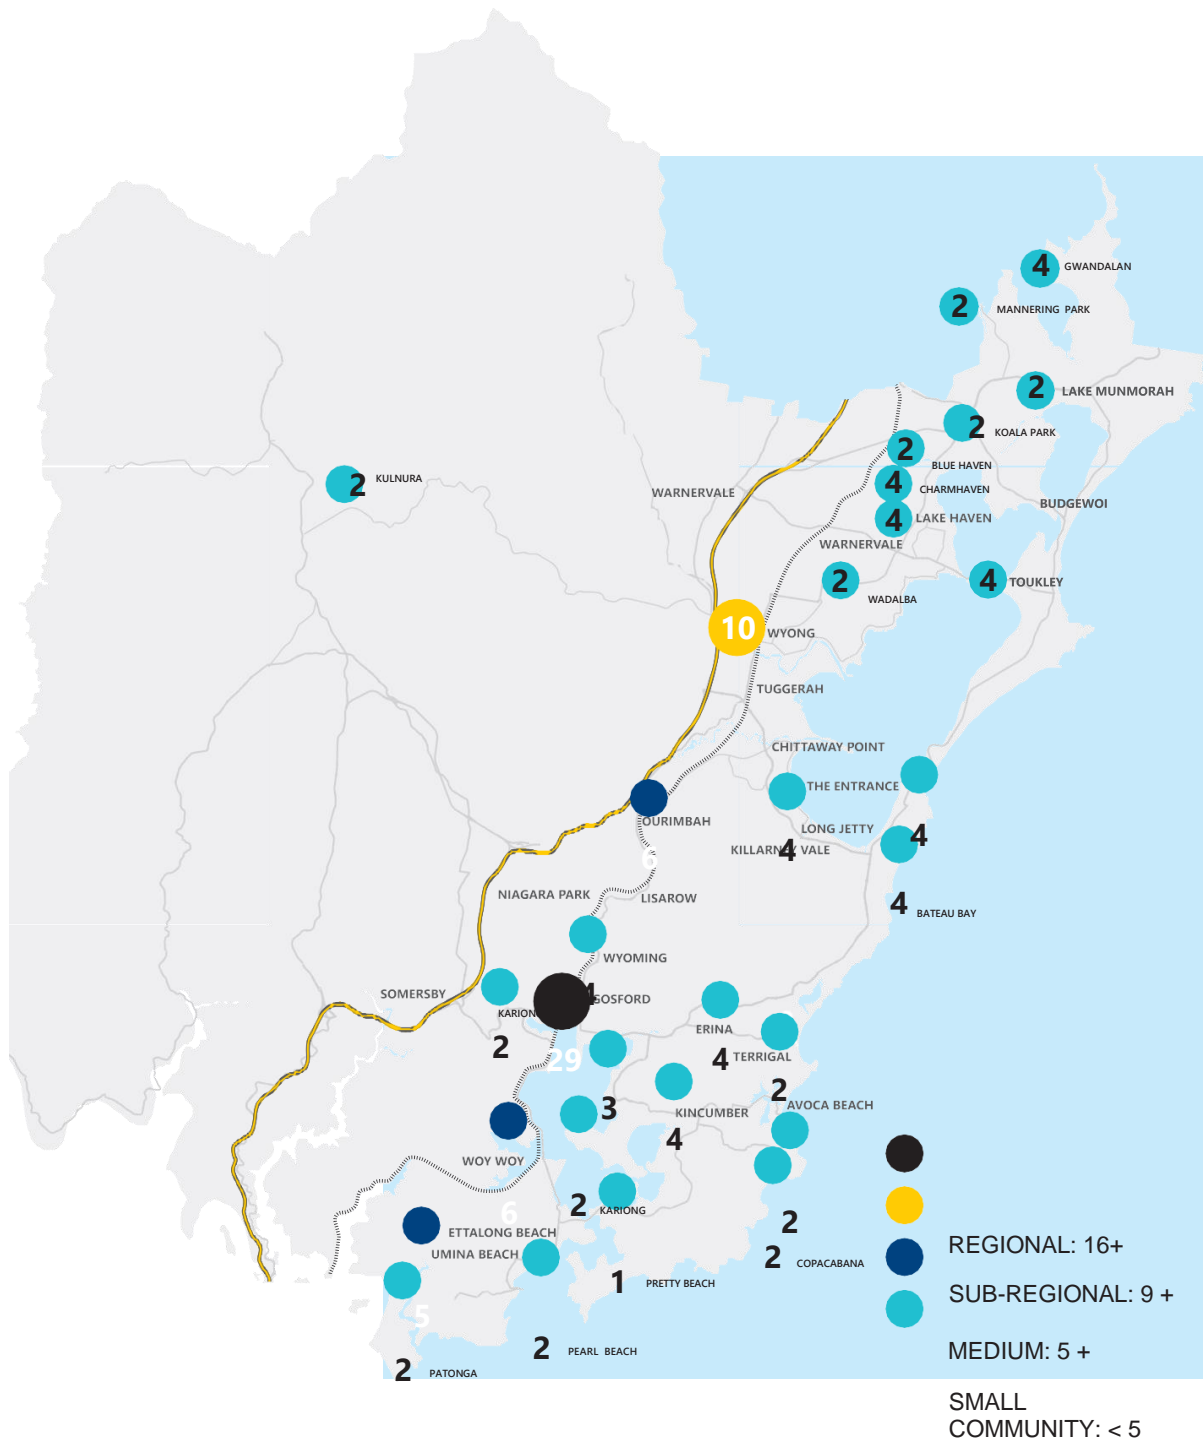 4 GWANDALAN
2 MANNERING PARK
2 LAKE MUNMORAH
2 KOALA PARK
2 BLUE HAVEN
2 KULNURA
4 CHARMHAVEN
WARNERVALE
BUDGEWOI
4 LAKE HAVEN
WARNERVALE
2 WADALBA
4 TOUKLEY
10 WYONG
TUGGERAH
CHITTAWAY POINT
THE ENTRANCE
OURIMBAH
LONG JETTY
4
KILLARNEY VALE
4
6
NIAGARA PARK
LISAROW
4 BATEAU BAY
WYOMING
SOMERSBY
4
GOSFORD
KARIONG
ERINA
2
29
4
TERRIGAL
2
3
KINCUMBER
AVOCA BEACH
4
WOY WOY
2
KARIONG
6
2
ETTALONG BEACH
UMINA BEACH
2
COPACABANA
1 PRETTY BEACH
5
2 PEARL BEACH
2 PATONGA
REGIONAL: 16+
SUB-REGIONAL: 9 +
MEDIUM: 5 +
SMALL
COMMUNITY: < 5